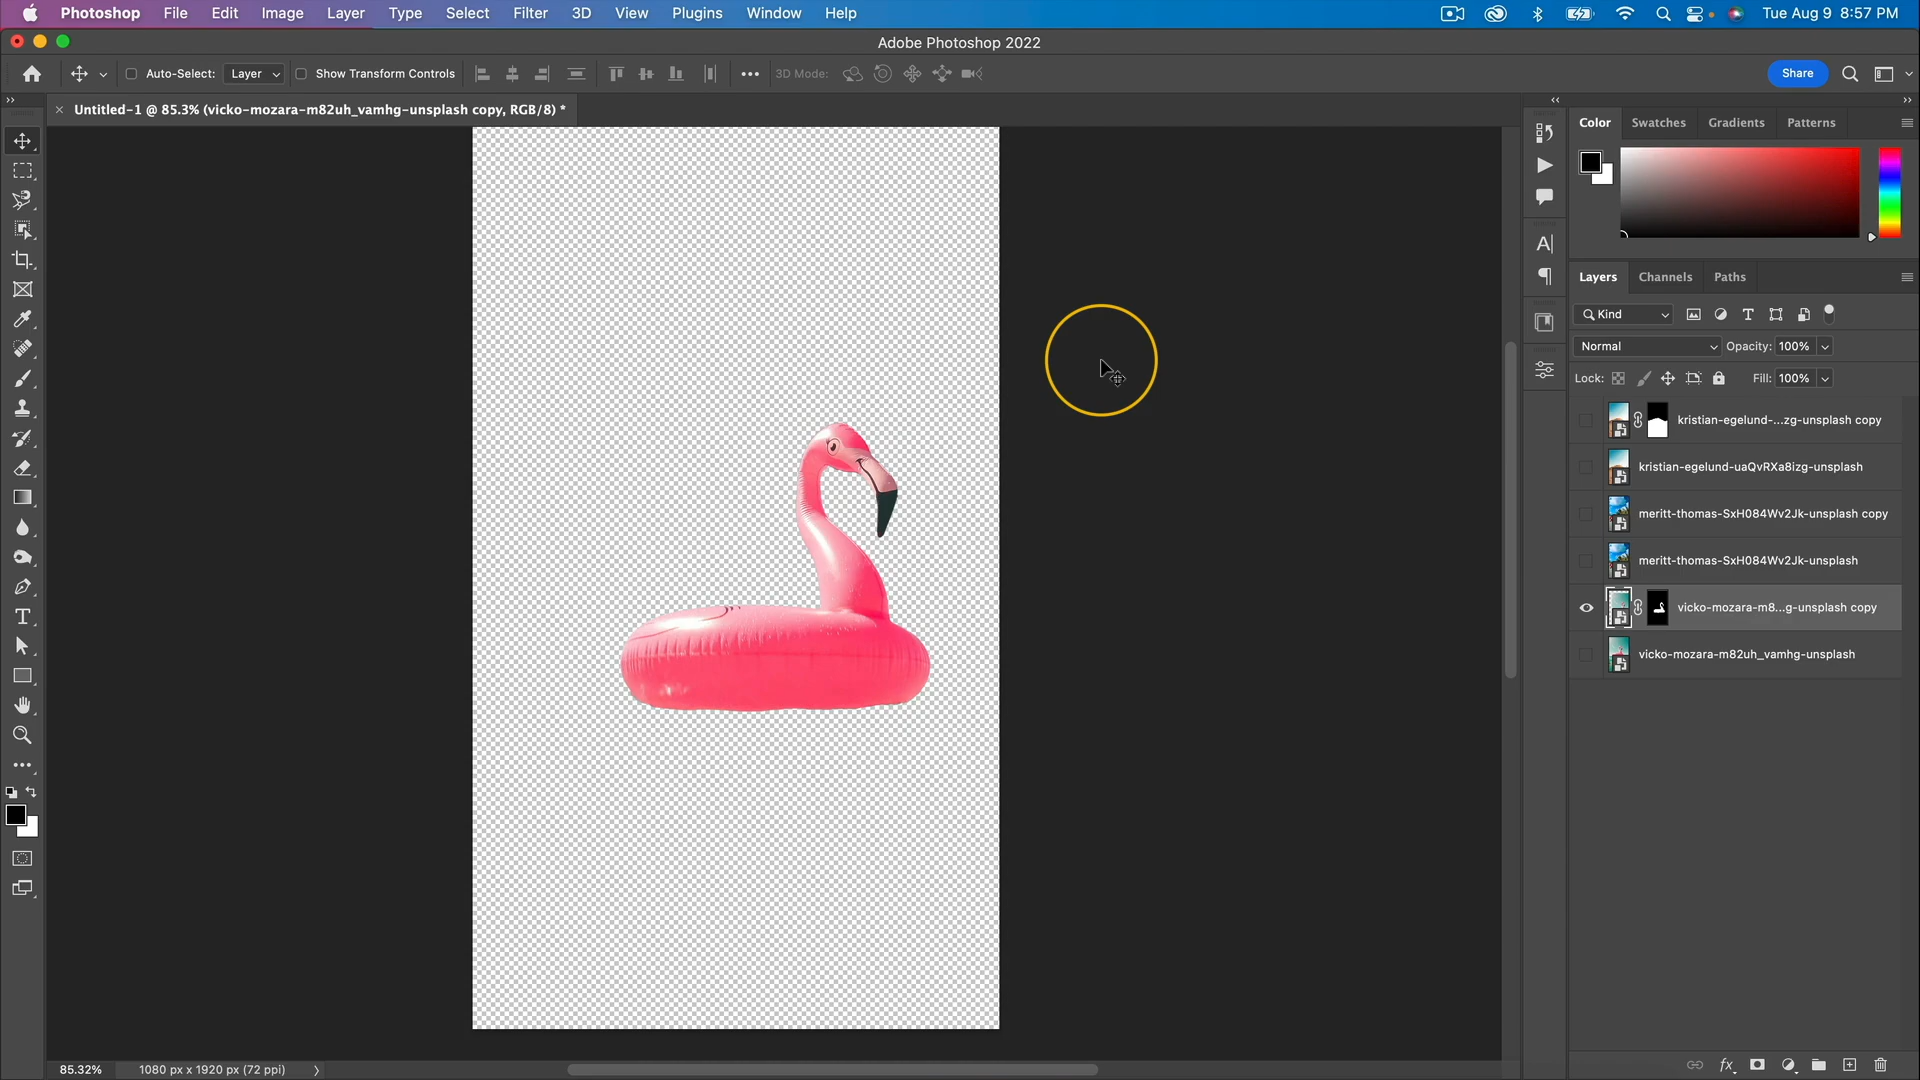 Photoshop File Edit Image Layer Type Select Filter 3D View Plugins Window Help Tue Aug 9 8:57 PM
Adobe Photoshop 2022
Auto-Select: Layer Show Transform Controls 3D Mode: Share
Untitled-1 @ 85.3% (vicko-mozara-m82uh_vamhg-unsplash copy, RGB/8) *
Color Swatches Gradients Patterns
Layers Channels Paths
Kind
Normal Opacity: 100%
Lock: Fill: 100%
kristian-egelund-...zg-unsplash copy
kristian-egelund-uaQvRXa8izg-unsplash
meritt-thomas-SxH084Wv2Jk-unsplash copy
meritt-thomas-SxH084Wv2Jk-unsplash
vicko-mozara-m8...g-unsplash copy
vicko-mozara-m82uh_vamhg-unsplash
85.32% 1080 px x 1920 px (72 ppi)